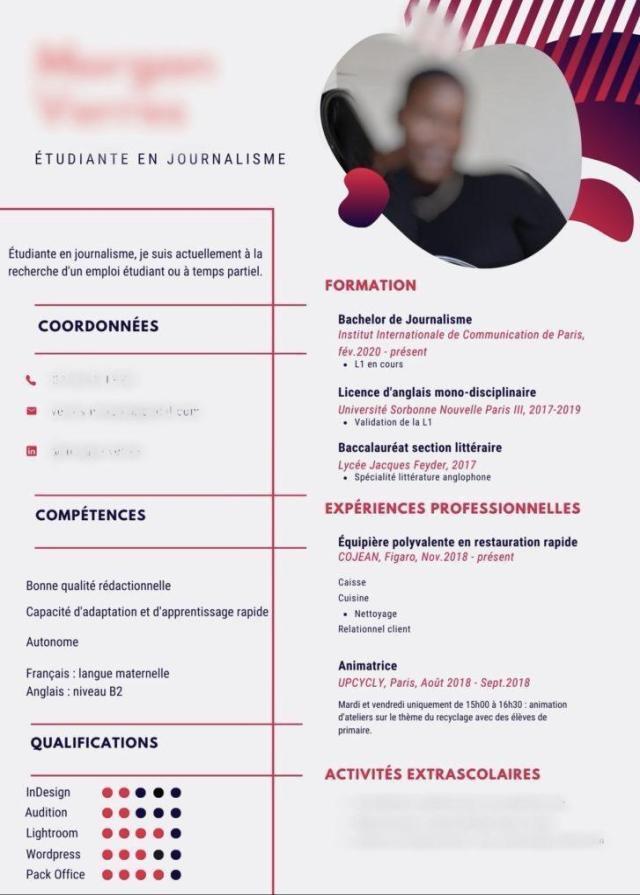 ÉTUDIANTE EN JOURNALISME
Étudiante en journalisme, je suis actuellement à la
recherche d'un emploi étudiant ou à temps partiel.
COORDONNÉES
COMPÉTENCES
Bonne qualité rédactionnelle
Capacité d'adaptation et d'apprentissage rapide
Autonome
Français : langue maternelle
Anglais : niveau B2
QUALIFICATIONS
InDesign
Audition
Lightroom
Wordpress
Pack Office
FORMATION
Bachelor de Journalisme
Institut Internationale de Communication de Paris,
fév.2020 - présent
• L1 en cours
Licence d'anglais mono-disciplinaire
Université Sorbonne Nouvelle Paris III, 2017-2019
• Validation de la L1
Baccalauréat section littéraire
Lycée Jacques Feyder, 2017
• Spécialité littérature anglophone
EXPÉRIENCES PROFESSIONNELLES
Équipière polyvalente en restauration rapide
COJEAN, Figaro, Nov.2018 - présent
Caisse
Cuisine
• Nettoyage
Relationnel client
Animatrice
UPCYCLY, Paris, Août 2018 - Sept.2018
Mardi et vendredi uniquement de 15h00 à 16h30 : animation
d'ateliers sur le thème du recyclage avec des élèves de
primaire.
ACTIVITÉS EXTRASCOLAIRES